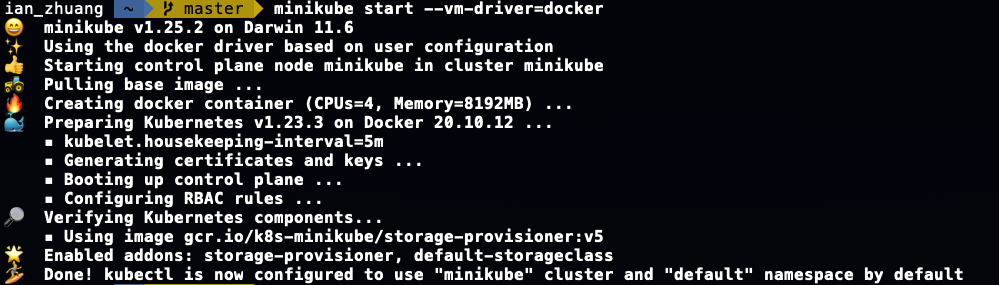 ian_zhuang ~ master minikube start --vm-driver=docker
😄 minikube v1.25.2 on Darwin 11.6
✨ Using the docker driver based on user configuration
👍 Starting control plane node minikube in cluster minikube
🚜 Pulling base image ...
🔥 Creating docker container (CPUs=4, Memory=8192MB) ...
🐳 Preparing Kubernetes v1.23.3 on Docker 20.10.12 ...
▪ kubelet.housekeeping-interval=5m
▪ Generating certificates and keys ...
▪ Booting up control plane ...
▪ Configuring RBAC rules ...
🔎 Verifying Kubernetes components...
▪ Using image gcr.io/k8s-minikube/storage-provisioner:v5
🌟 Enabled addons: storage-provisioner, default-storageclass
🏄 Done! kubectl is now configured to use "minikube" cluster and "default" namespace by default